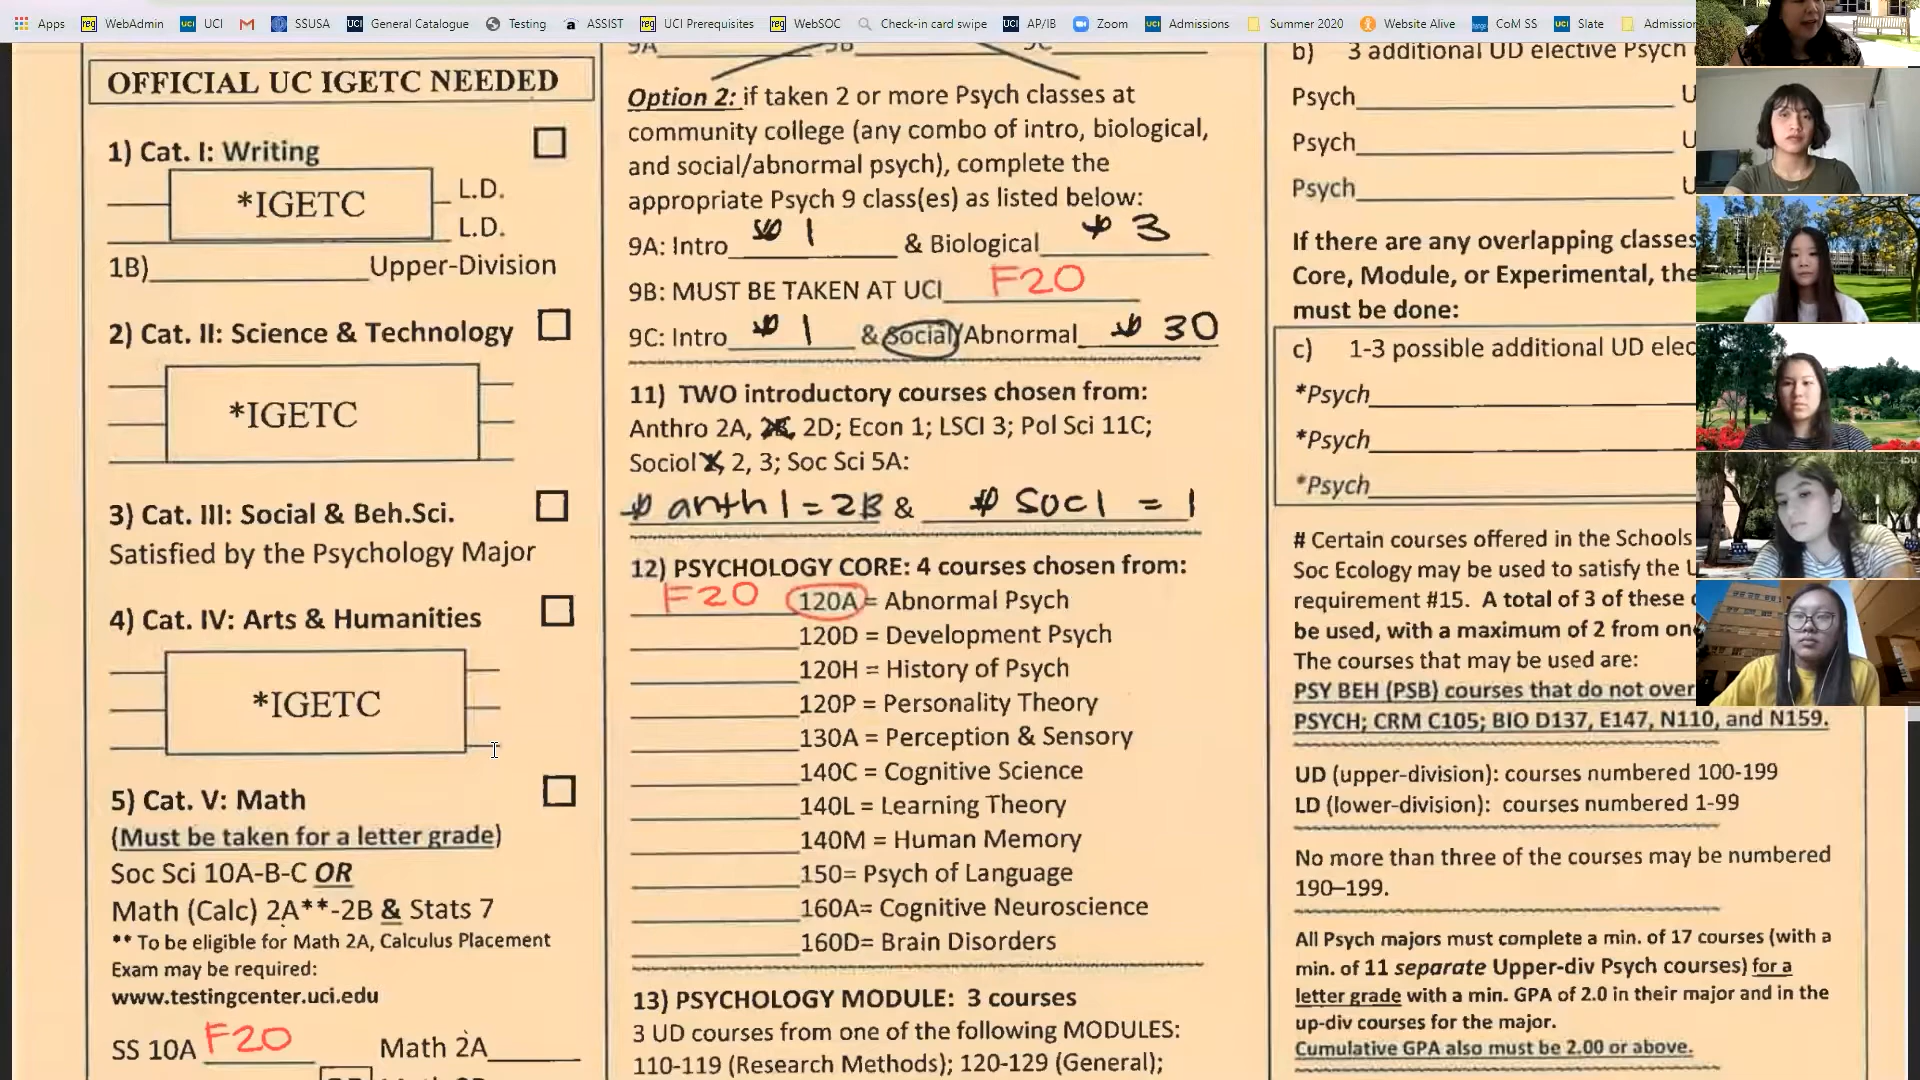 Apps WebAdmin UCI SSUSA General Catalogue Testing ASSIST UCI Prerequisites WebSOC Check-in card swipe AP/IB Zoom Admissions Summer 2020 Website Alive CoM SS Slate Admission
OFFICIAL UC IGETC NEEDED
1) Cat. I: Writing
*IGETC
L.D.
L.D.
1B) Upper-Division
2) Cat. II: Science & Technology
*IGETC
3) Cat. III: Social & Beh.Sci.
Satisfied by the Psychology Major
4) Cat. IV: Arts & Humanities
*IGETC
5) Cat. V: Math
(Must be taken for a letter grade)
Soc Sci 10A-B-C OR
Math (Calc) 2A**-2B & Stats 7
** To be eligible for Math 2A, Calculus Placement
Exam may be required:
www.testingcenter.uci.edu
SS 10A F20 Math 2A
9A 9B 9C
Option 2: if taken 2 or more Psych classes at
community college (any combo of intro, biological,
and social/abnormal psych), complete the
appropriate Psych 9 class(es) as listed below:
9A: Intro 1 & Biological 3
9B: MUST BE TAKEN AT UCI F20
9C: Intro 1 & Social/Abnormal 30
11) TWO introductory courses chosen from:
Anthro 2A, 2B, 2D; Econ 1; LSCI 3; Pol Sci 11C;
Sociol 1, 2, 3; Soc Sci 5A:
anth 1 = 2B & soc 1 = 1
12) PSYCHOLOGY CORE: 4 courses chosen from:
F20 120A = Abnormal Psych
120D = Development Psych
120H = History of Psych
120P = Personality Theory
130A = Perception & Sensory
140C = Cognitive Science
140L = Learning Theory
140M = Human Memory
150= Psych of Language
160A= Cognitive Neuroscience
160D= Brain Disorders
13) PSYCHOLOGY MODULE: 3 courses
3 UD courses from one of the following MODULES:
110-119 (Research Methods); 120-129 (General);
b) 3 additional UD elective Psych
Psych U
Psych U
Psych U
If there are any overlapping classes
Core, Module, or Experimental, the
must be done:
c) 1-3 possible additional UD elec
*Psych
*Psych
*Psych
# Certain courses offered in the Schools
Soc Ecology may be used to satisfy the U
requirement #15. A total of 3 of these
be used, with a maximum of 2 from on
The courses that may be used are:
PSY BEH (PSB) courses that do not over
PSYCH; CRM C105; BIO D137, E147, N110, and N159.
UD (upper-division): courses numbered 100-199
LD (lower-division): courses numbered 1-99
No more than three of the courses may be numbered
190–199.
All Psych majors must complete a min. of 17 courses (with a
min. of 11 separate Upper-div Psych courses) for a
letter grade with a min. GPA of 2.0 in their major and in the
up-div courses for the major.
Cumulative GPA also must be 2.00 or above.